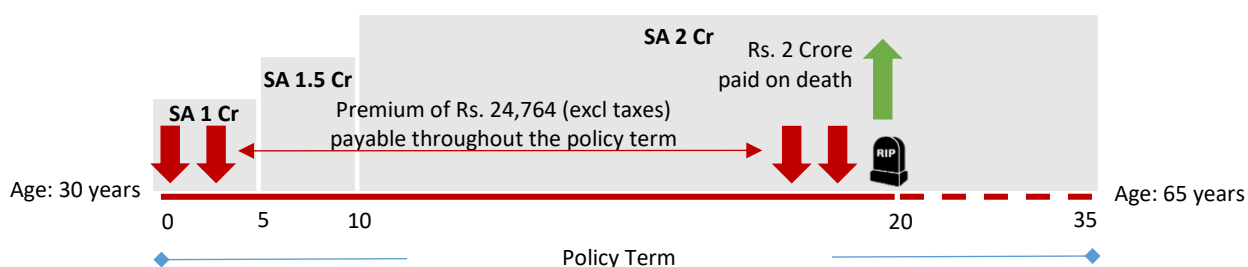 SA 2 Cr
Rs. 2 Crore
paid on death
SA 1.5 Cr
SA 1 Cr
Premium of Rs. 24,764 (excl taxes)
payable throughout the policy term
RIP
Age: 30 years
Age: 65 years
0 5 10 20 35
Policy Term